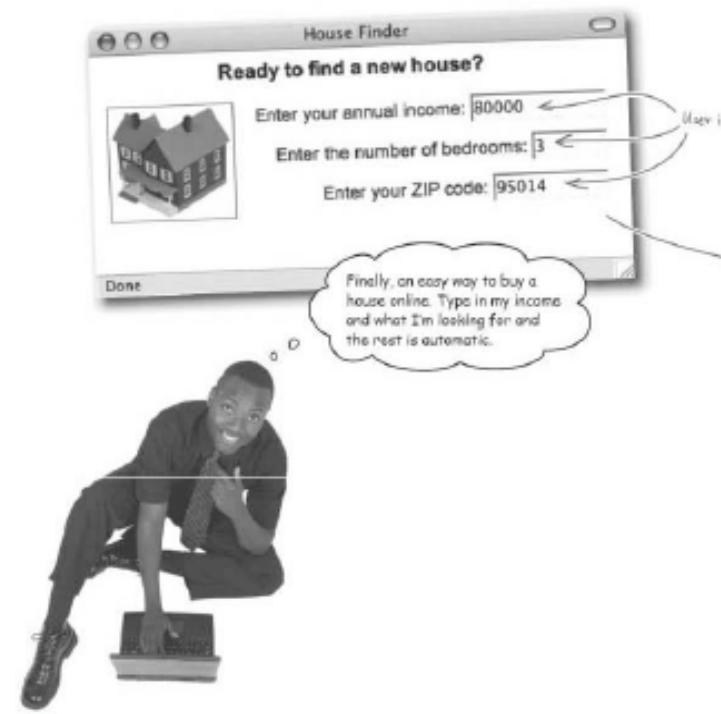 House Finder
Ready to find a new house?
Enter your annual income: 80000
User
Enter the number of bedrooms: 3
Enter your ZIP code: 95014
Done
Finally, an easy way to buy a
house online. Type in my income
and what I'm looking for and
the rest is automatic.